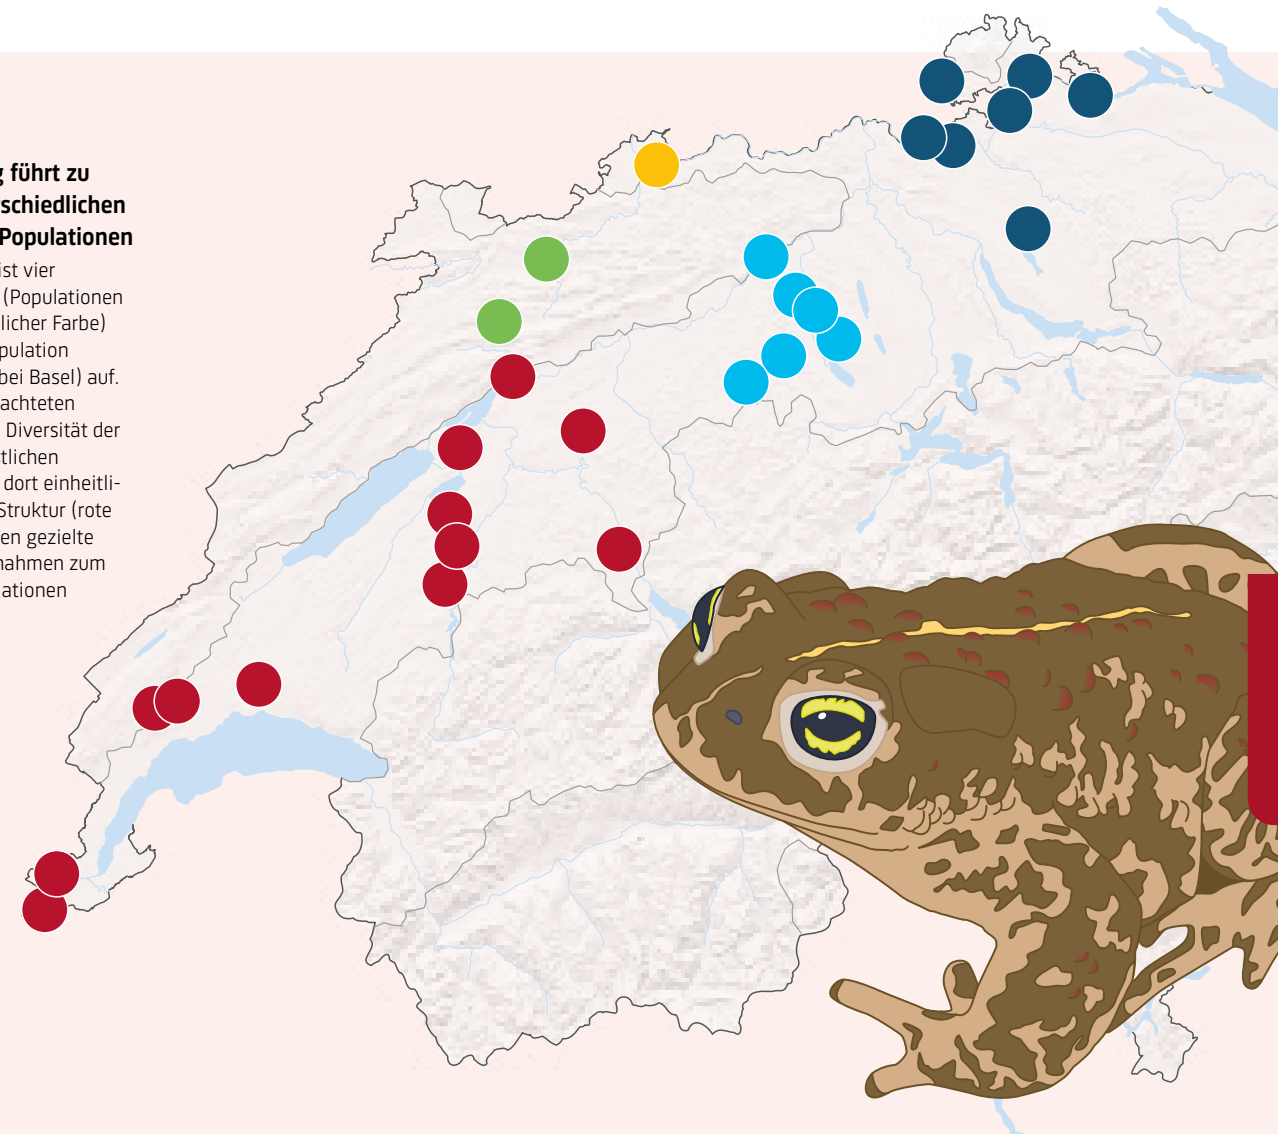 g führt zu
schiedlichen
Populationen
ist vier
(Populationen
licher Farbe)
pulation
bei Basel) auf.
achteten
Diversität der
tlichen
dort einheitli-
Struktur (rote
en gezielte
nahmen zum
lationen